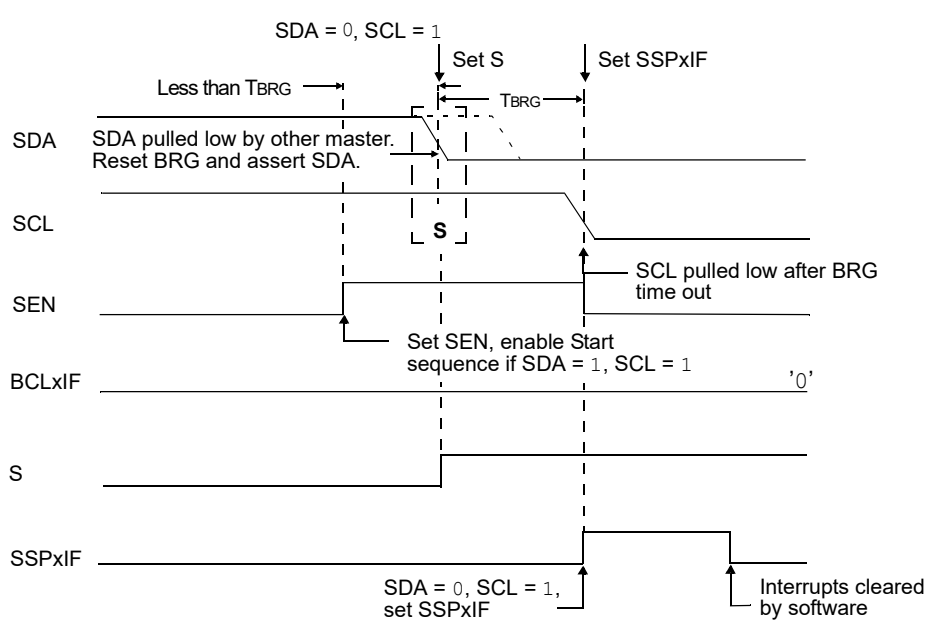 SDA = 0, SCL = 1
Set S
Set SSPxIF
Less than TBRG
TBRG
SDA
SDA pulled low by other master.
Reset BRG and assert SDA.
SCL
S
SCL pulled low after BRG
time out
SEN
Set SEN, enable Start
sequence if SDA = 1, SCL = 1
BCLxIF
'0'
S
SSPxIF
SDA = 0, SCL = 1,
set SSPxIF
Interrupts cleared
by software